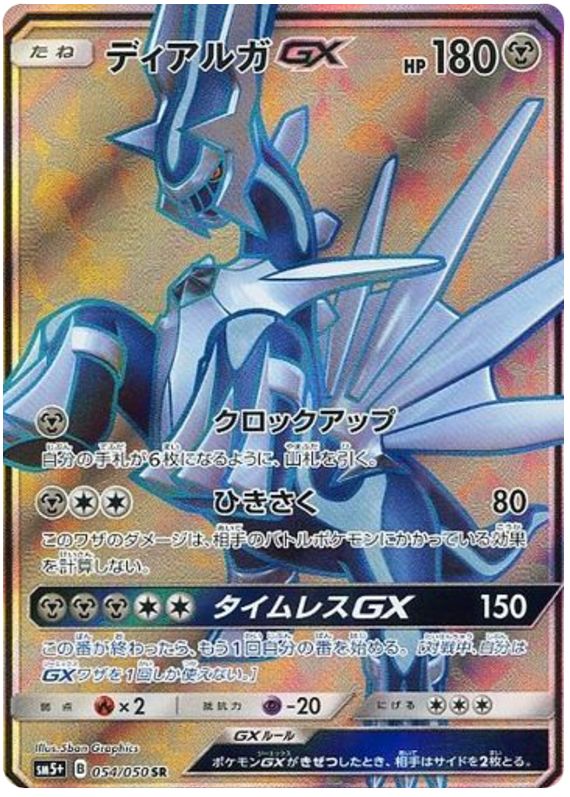 たね ディアルガGX HP 180
クロックアップ
自分の手札が6枚になるように、山札を引く。
ひきさく 80
このワザのダメージは、相手のバトルポケモンにかかっている効果
を計算しない。
タイムレスGX 150
この番が終わったら、もう1回自分の番を始める。[対戦中、自分は
GXワザを1回しか使えない。]
弱点 ×2 抵抗力 -20 にげる
Illus. 5ban Graphics
GXルール
SM5+ B 054/050 SR
ポケモンGXがきぜつしたとき、相手はサイドを2枚とる。